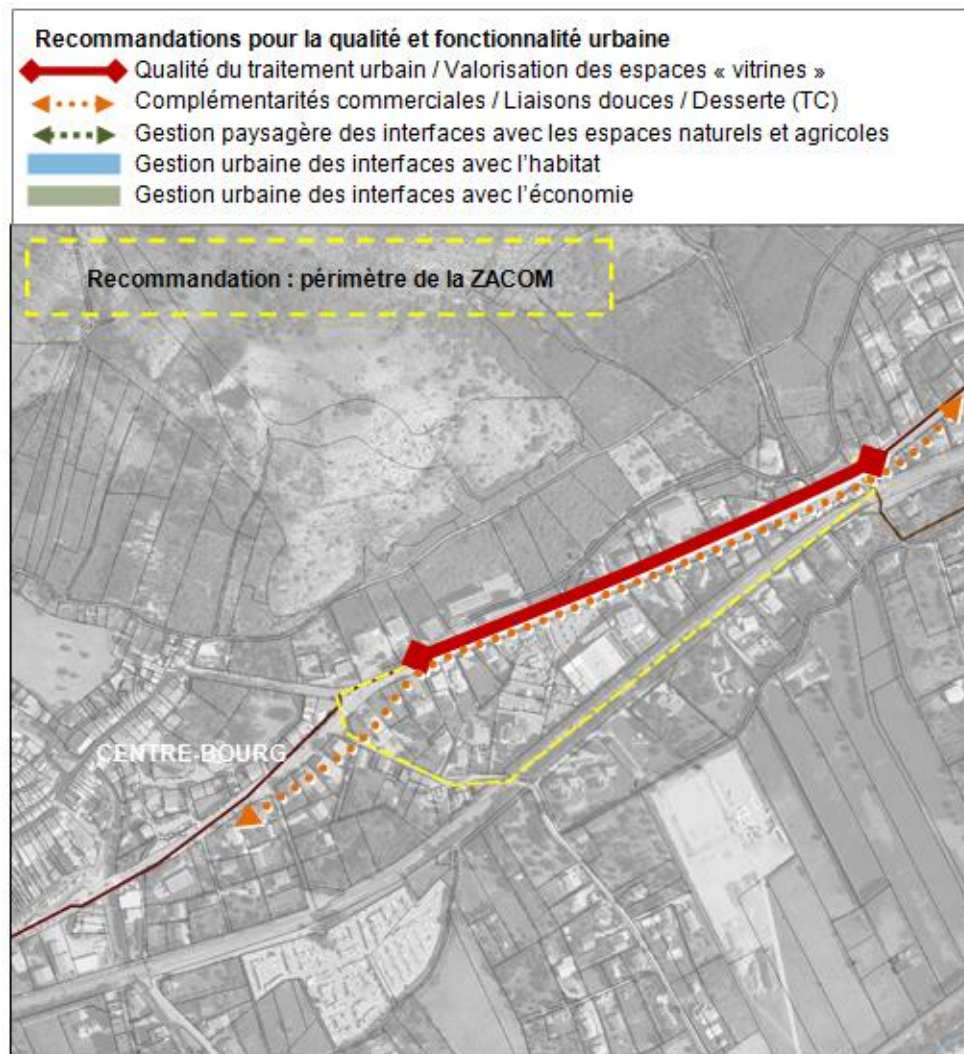 Recommandations pour la qualité et fonctionnalité urbaine
Qualité du traitement urbain / Valorisation des espaces « vitrines »
Complémentarités commerciales / Liaisons douces / Desserte (TC)
Gestion paysagère des interfaces avec les espaces naturels et agricoles
Gestion urbaine des interfaces avec l'habitat
Gestion urbaine des interfaces avec l'économie
Recommandation : périmètre de la ZACOM
CENTRE-BOURG